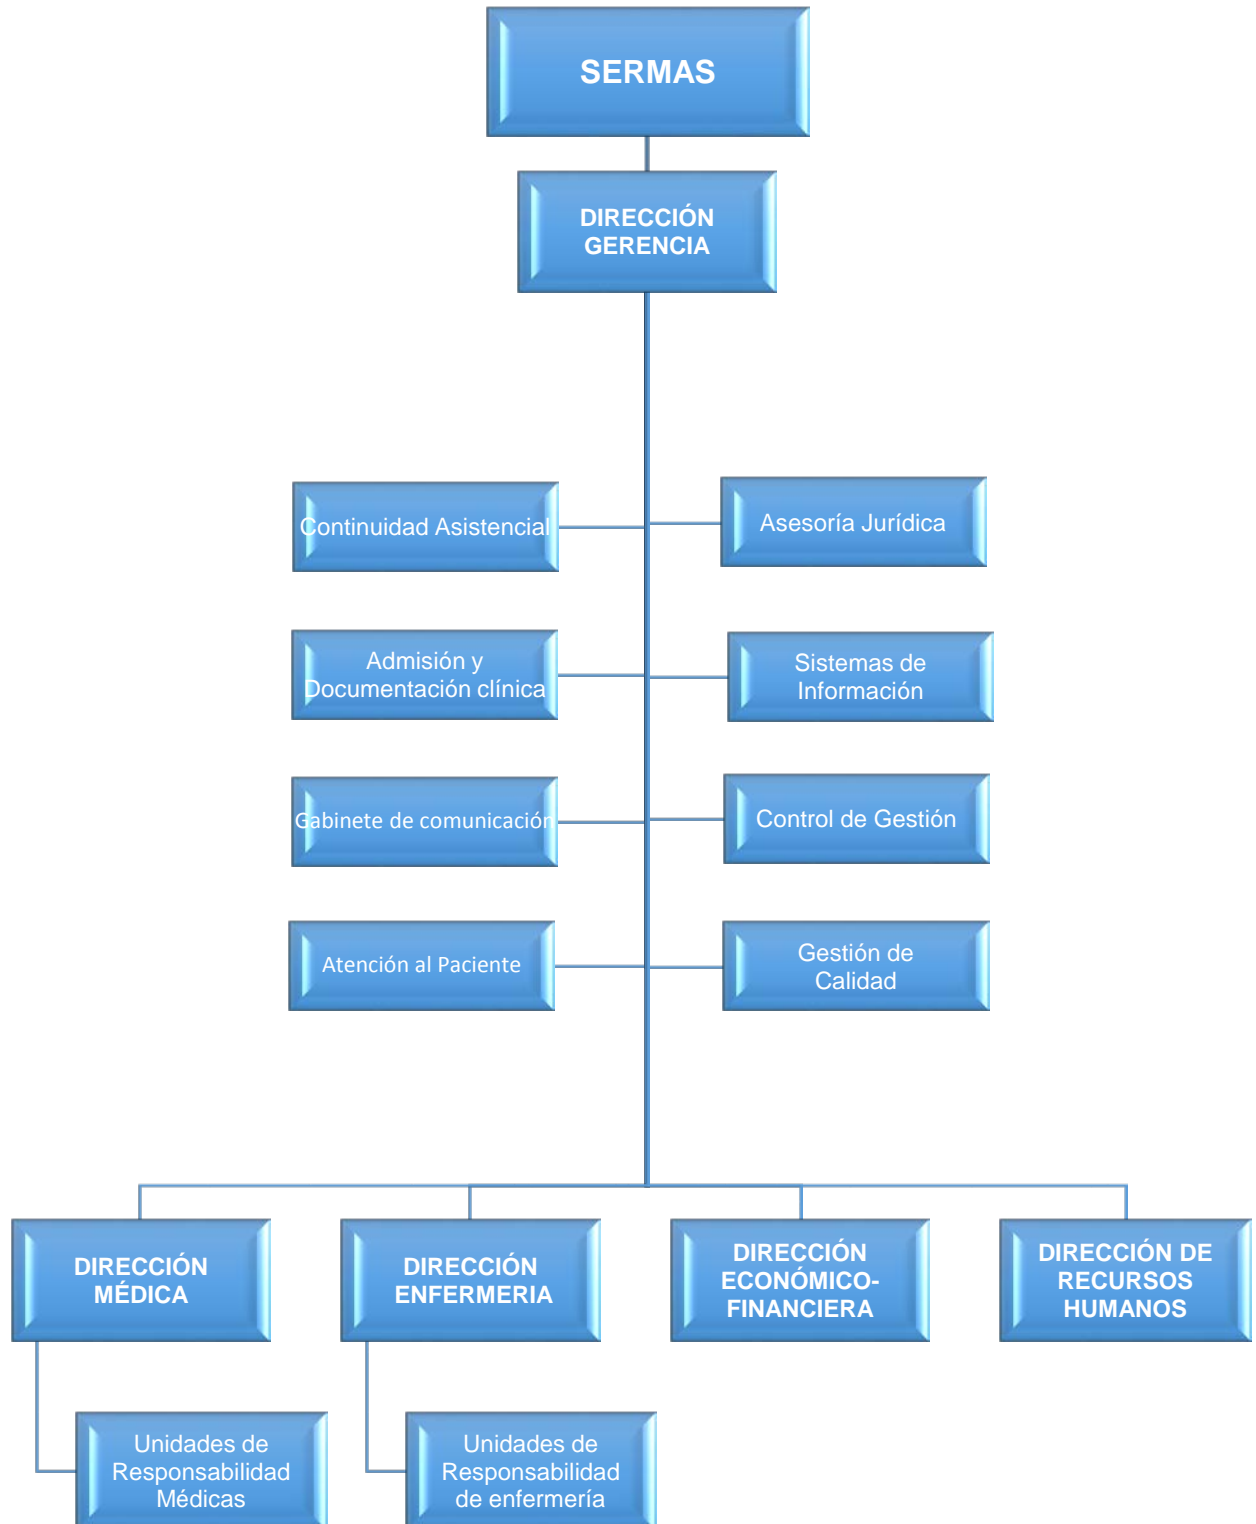 SERMAS
DIRECCIÓN
GERENCIA
Continuidad Asistencial
Asesoría Jurídica
Admisión y
Documentación clínica
Sistemas de
Información
Gabinete de comunicación
Control de Gestión
Atención al Paciente
Gestión de
Calidad
DIRECCIÓN
MÉDICA
DIRECCIÓN
ENFERMERIA
DIRECCIÓN
ECONÓMICO-
FINANCIERA
DIRECCIÓN DE
RECURSOS
HUMANOS
Unidades de
Responsabilidad
Médicas
Unidades de
Responsabilidad
de enfermería